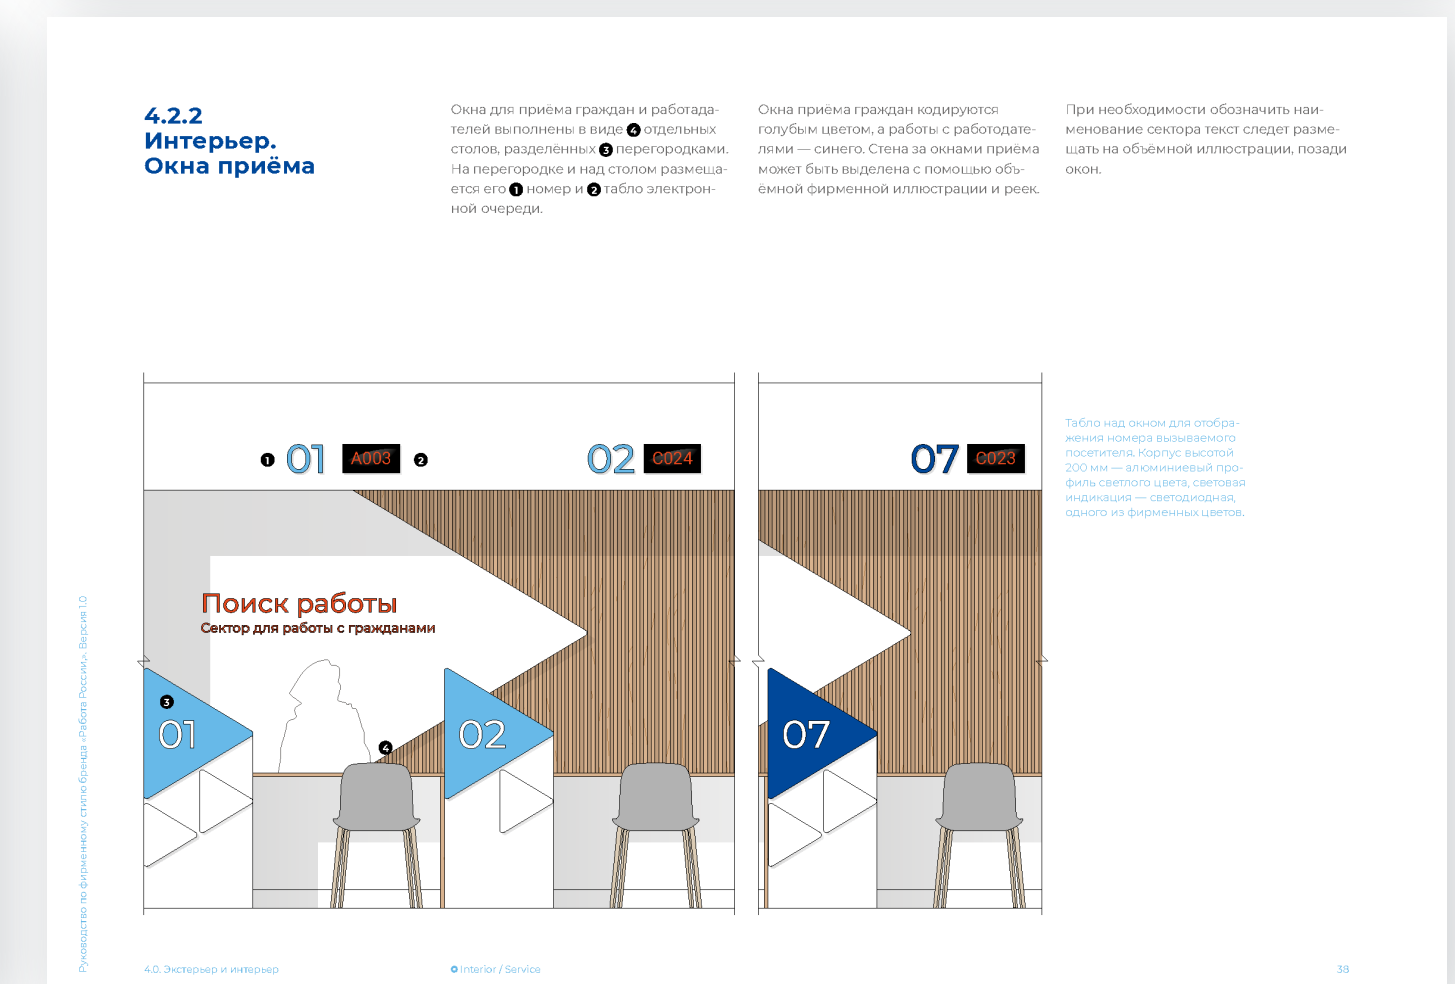 4.2.2
Интерьер.
Окна приёма
Окна для приёма граждан и работада-
телей выполнены в виде 4 отдельных
столов, разделённых 3 перегородками.
На перегородке и над столом размеща-
ется его 1 номер и 2 табло электрон-
ной очереди.
Окна приёма граждан кодируются
голубым цветом, а работы с работодате-
лями — синего. Стена за окнами приёма
может быть выделена с помощью объ-
ёмной фирменной иллюстрации и реек.
При необходимости обозначить наи-
менование сектора текст следет разме-
щать на объёмной иллюстрации, позади
окон.
1 01 A003 2
02 C024
07 C023
Табло над окном для отобра-
жения номера вызываемого
посетителя. Корпус высотой
200 мм — алюминиевый про-
филь светлого цвета, световая
индикация — светодиодная,
одного из фирменных цветов.
Поиск работы
Сектор для работы с гражданами
3
01
02
07
4
Руководство по фирменному стилю бренда «Работа России,». Версия 1.0
4.0. Экстерьер и интерьер
Interior / Service
38